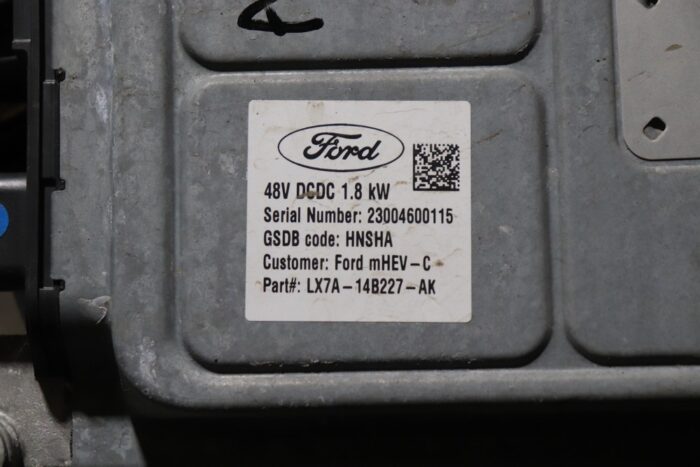 Ford
48V DCDC 1.8 kW
Serial Number: 23004600115
GSDB code: HNSHA
Customer: Ford mHEV-C
Part#: LX7A-14B227-AK